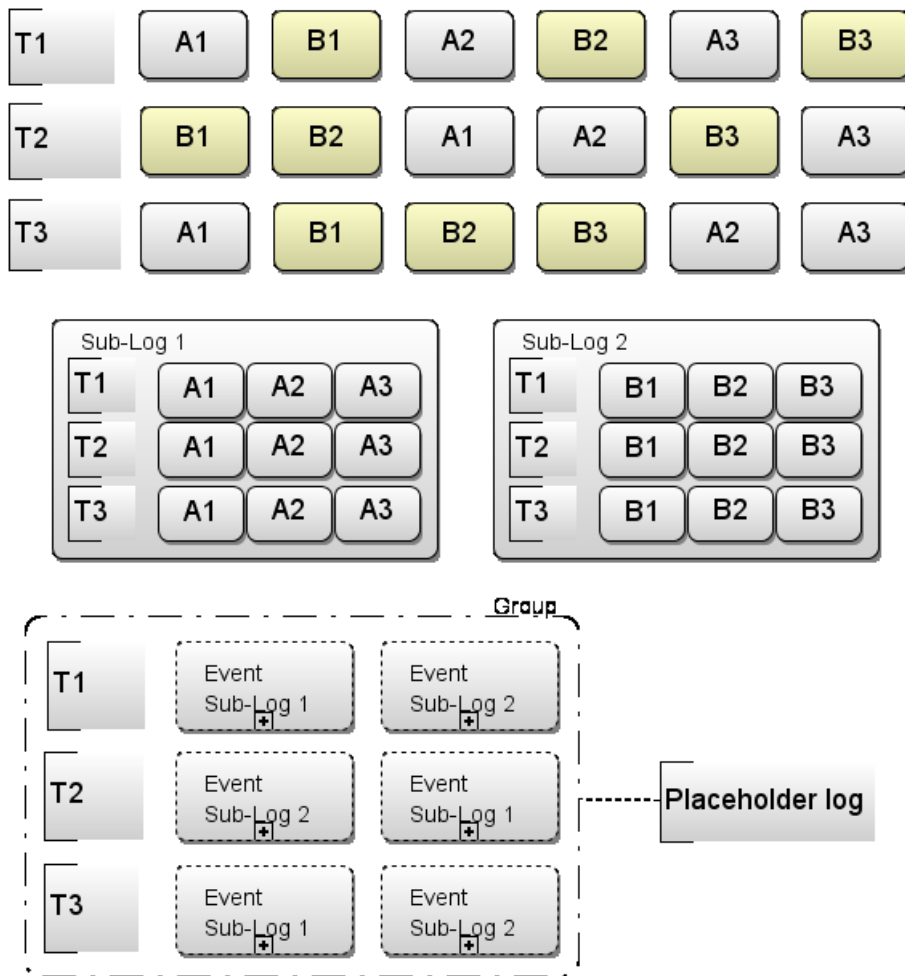 T1 A1 B1 A2 B2 A3 B3
T2 B1 B2 A1 A2 B3 A3
T3 A1 B1 B2 B3 A2 A3
Sub-Log 1
T1 A1 A2 A3
T2 A1 A2 A3
T3 A1 A2 A3
Sub-Log 2
T1 B1 B2 B3
T2 B1 B2 B3
T3 B1 B2 B3
Group
T1
Event
Sub-Log 1
Event
Sub-Log 2
T2
Event
Sub-Log 2
Event
Sub-Log 1
T3
Event
Sub-Log 1
Event
Sub-Log 2
Placeholder log